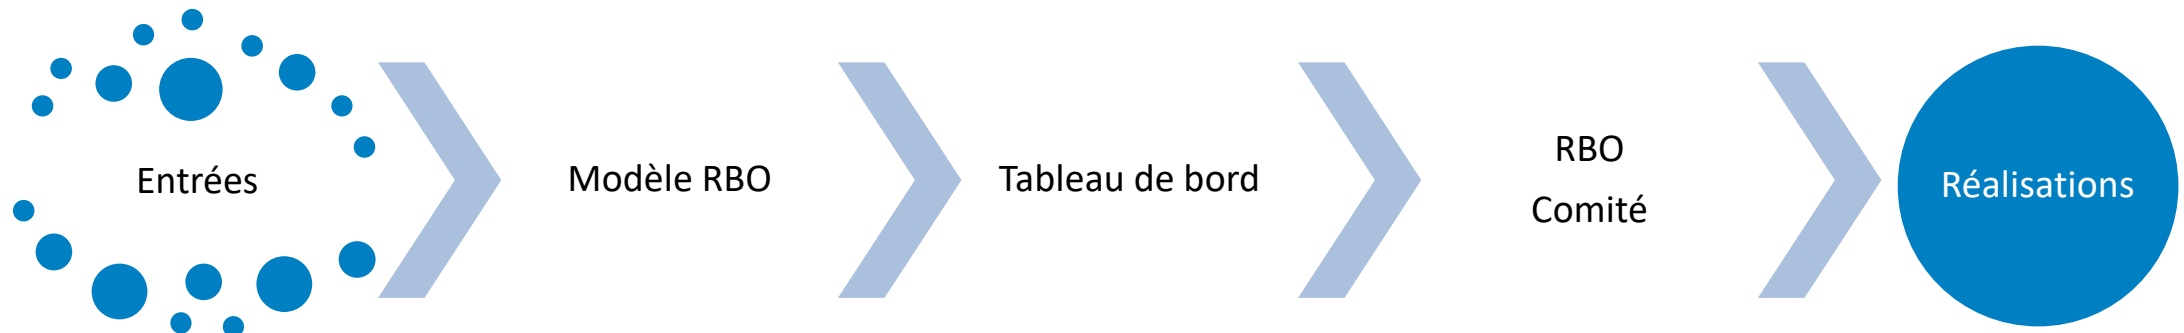 Entrées
Modèle RBO
Tableau de bord
RBO
Comité
Réalisations